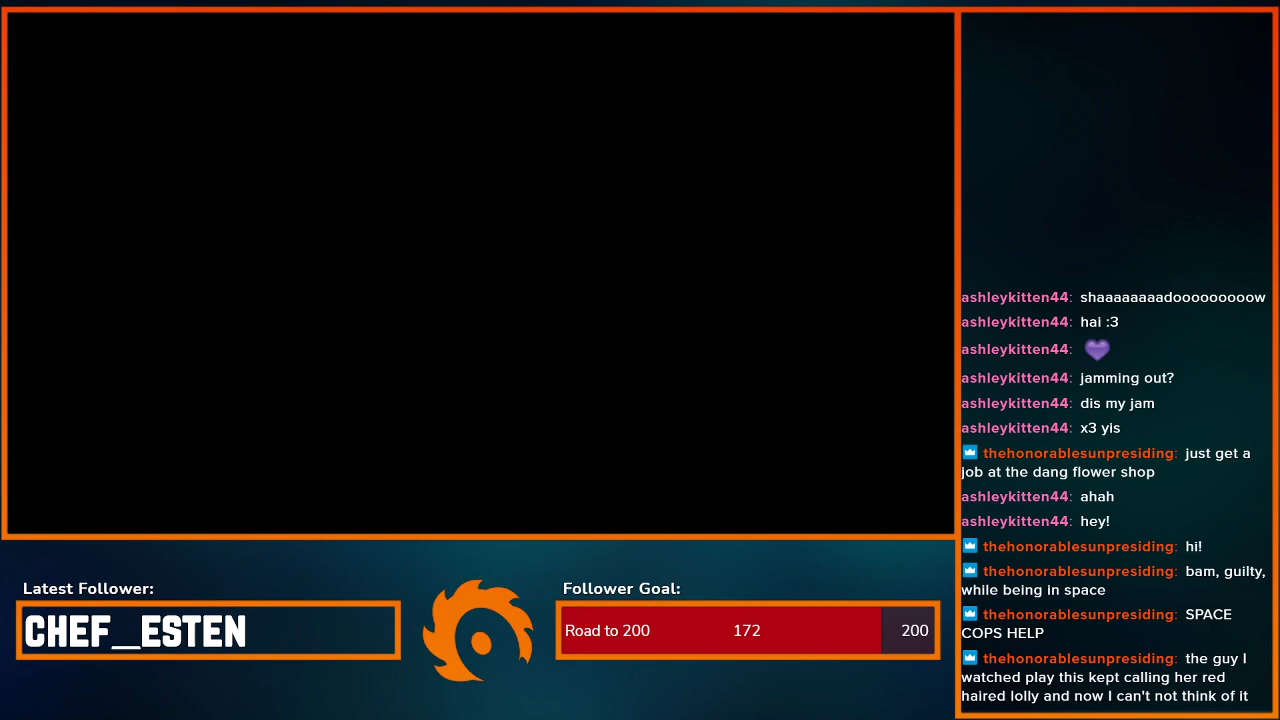 ashleykitten44: shaaaaaaaadooooooooow
ashleykitten44: hai :3
ashleykitten44:
ashleykitten44: jamming out?
ashleykitten44: dis my jam
ashleykitten44: x3 yis
thehonorablesunpresiding: just get a
job at the dang flower shop
ashleykitten44: ahah
ashleykitten44: hey!
thehonorablesunpresiding: hi!
thehonorablesunpresiding: bam, guilty,
while being in space
thehonorablesunpresiding: SPACE
COPS HELP
thehonorablesunpresiding: the guy I
watched play this kept calling her red
haired lolly and now I can't not think of it
Latest Follower:
CHEF__ESTEN
Follower Goal:
Road to 200 172 200